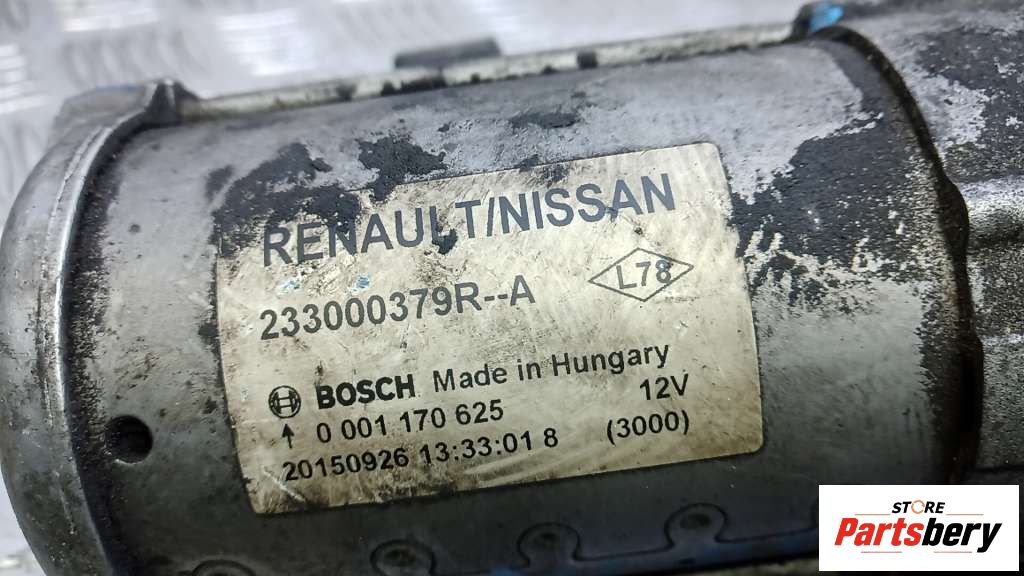 RENAULT/NISSAN
233000379R--A
L78
BOSCH Made in Hungary
0 001 170 625 12V
20150926 13:33:01 8 (3000)
STORE
Partsbery